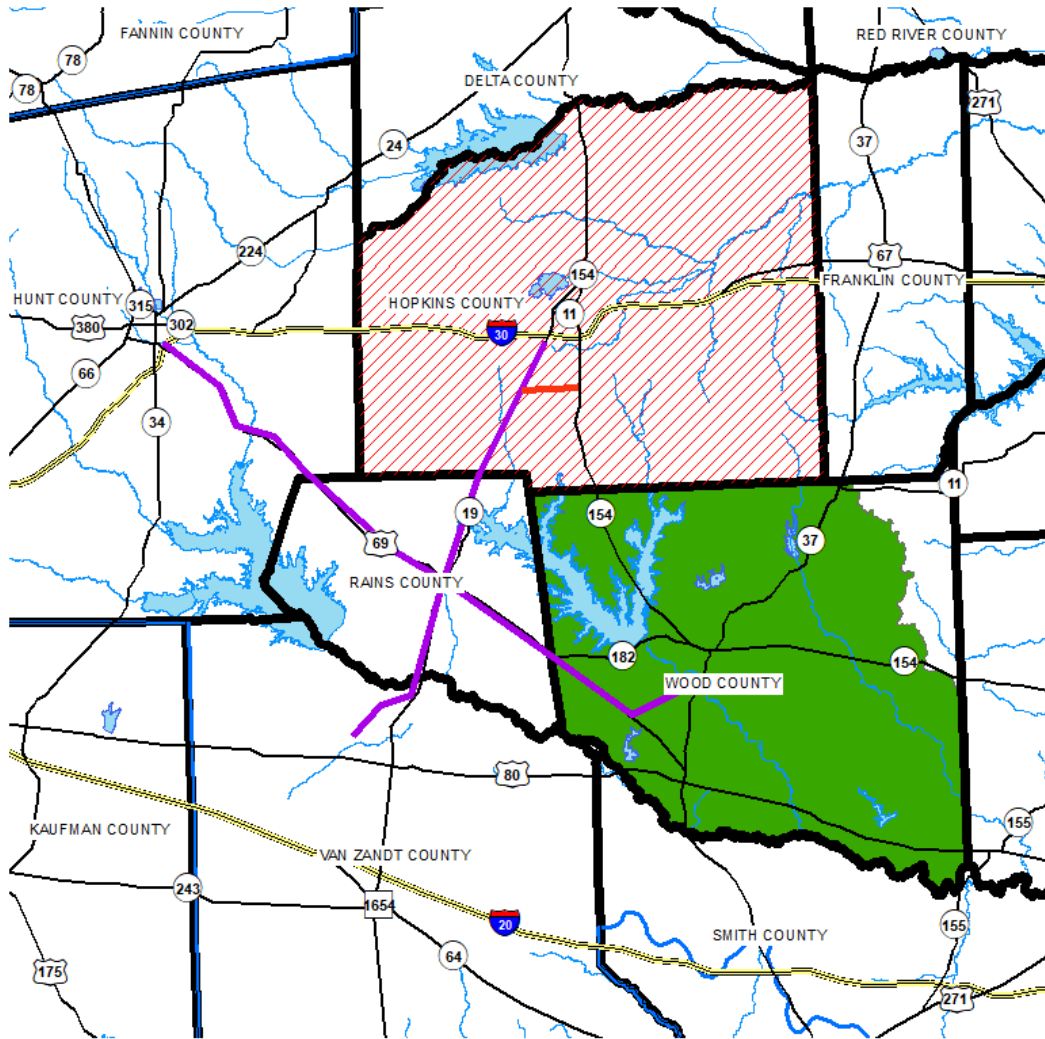 FANNIN COUNTY
RED RIVER COUNTY
78
78
DELTA COUNTY
271
24
37
224
67
154
FRANKLIN COUNTY
HUNT COUNTY
315
HOPKINS COUNTY
11
380
302
30
66
34
11
19
154
69
37
RAINS COUNTY
182
154
WOOD COUNTY
80
155
KAUFMAN COUNTY
VAN ZANDT COUNTY
243
1654
20
155
SMITH COUNTY
64
175
271